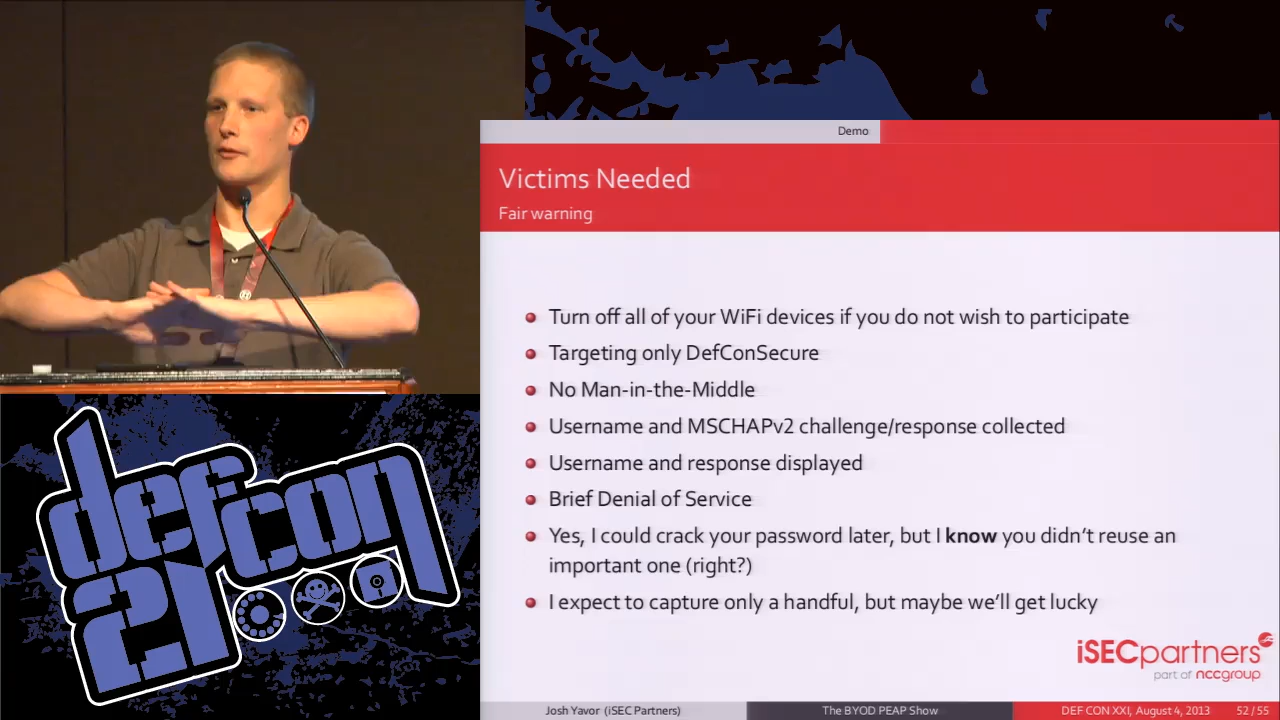 Demo
Victims Needed
Fair warning
Turn off all of your WiFi devices if you do not wish to participate
Targeting only DefConSecure
No Man-in-the-Middle
Username and MSCHAPv2 challenge/response collected
Username and response displayed
Brief Denial of Service
Yes, I could crack your password later, but I know you didn't reuse an
important one (right?)
I expect to capture only a handful, but maybe we'll get lucky
iSECpartners
part of nccgroup
Josh Yavor (iSEC Partners)
The BYOD PEAP Show
DEF CON XXI, August 4, 2013
52 / 55
defcon
21